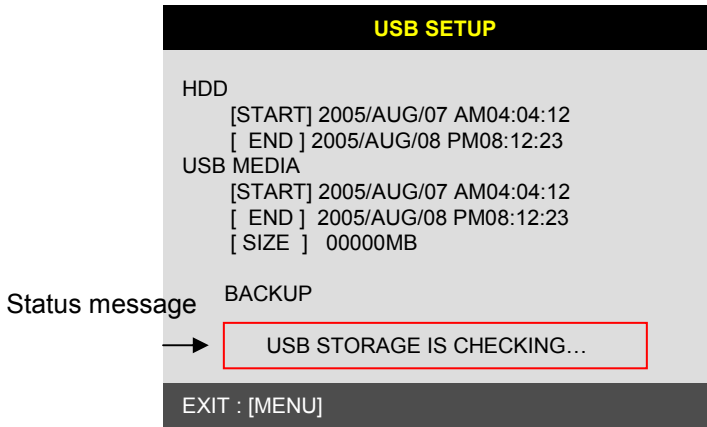 USB SETUP
HDD
[START] 2005/AUG/07 AM04:04:12
[ END ] 2005/AUG/08 PM08:12:23
USB MEDIA
[START] 2005/AUG/07 AM04:04:12
[ END ] 2005/AUG/08 PM08:12:23
[ SIZE ] 00000MB
BACKUP
Status message
USB STORAGE IS CHECKING…
EXIT : [MENU]